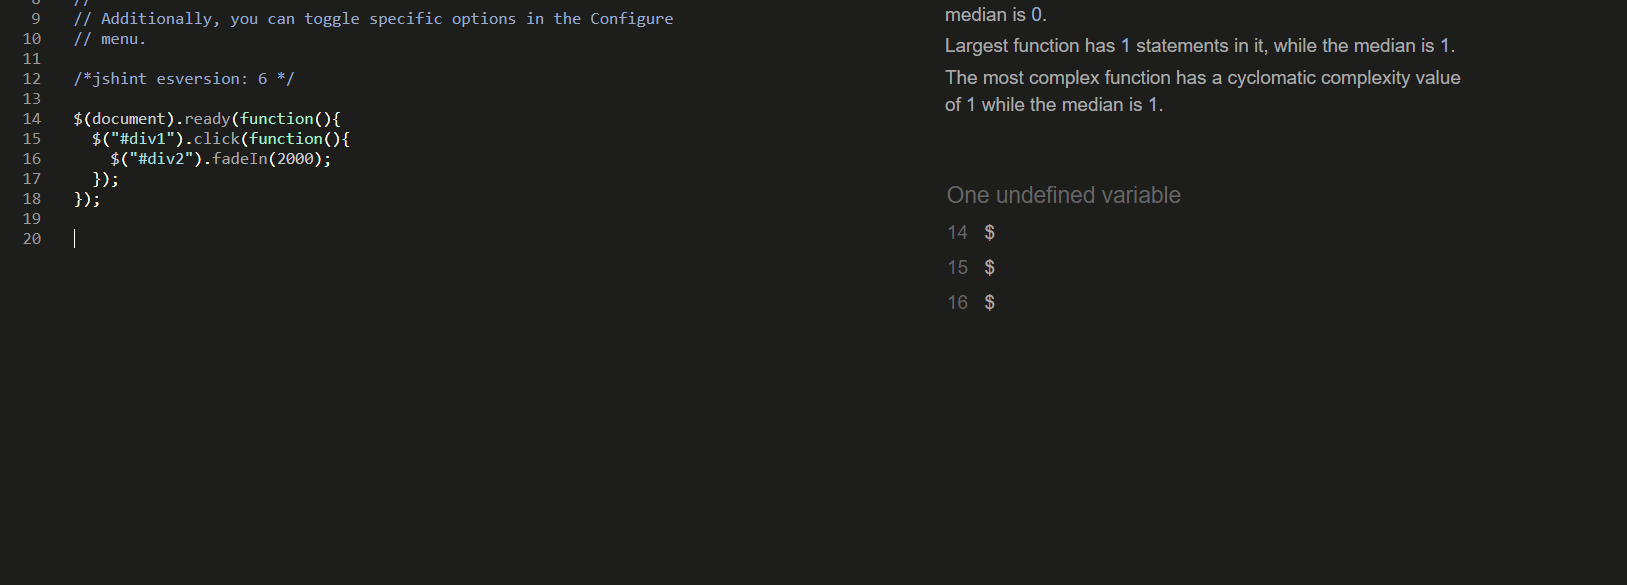 9 // Additionally, you can toggle specific options in the Configure
10 // menu.
11
12 /*jshint esversion: 6 */
13
14 $(document).ready(function(){
15 $("#div1").click(function(){
16 $("#div2").fadeIn(2000);
17 });
18 });
19
20
median is 0.
Largest function has 1 statements in it, while the median is 1.
The most complex function has a cyclomatic complexity value
of 1 while the median is 1.
One undefined variable
14 $
15 $
16 $